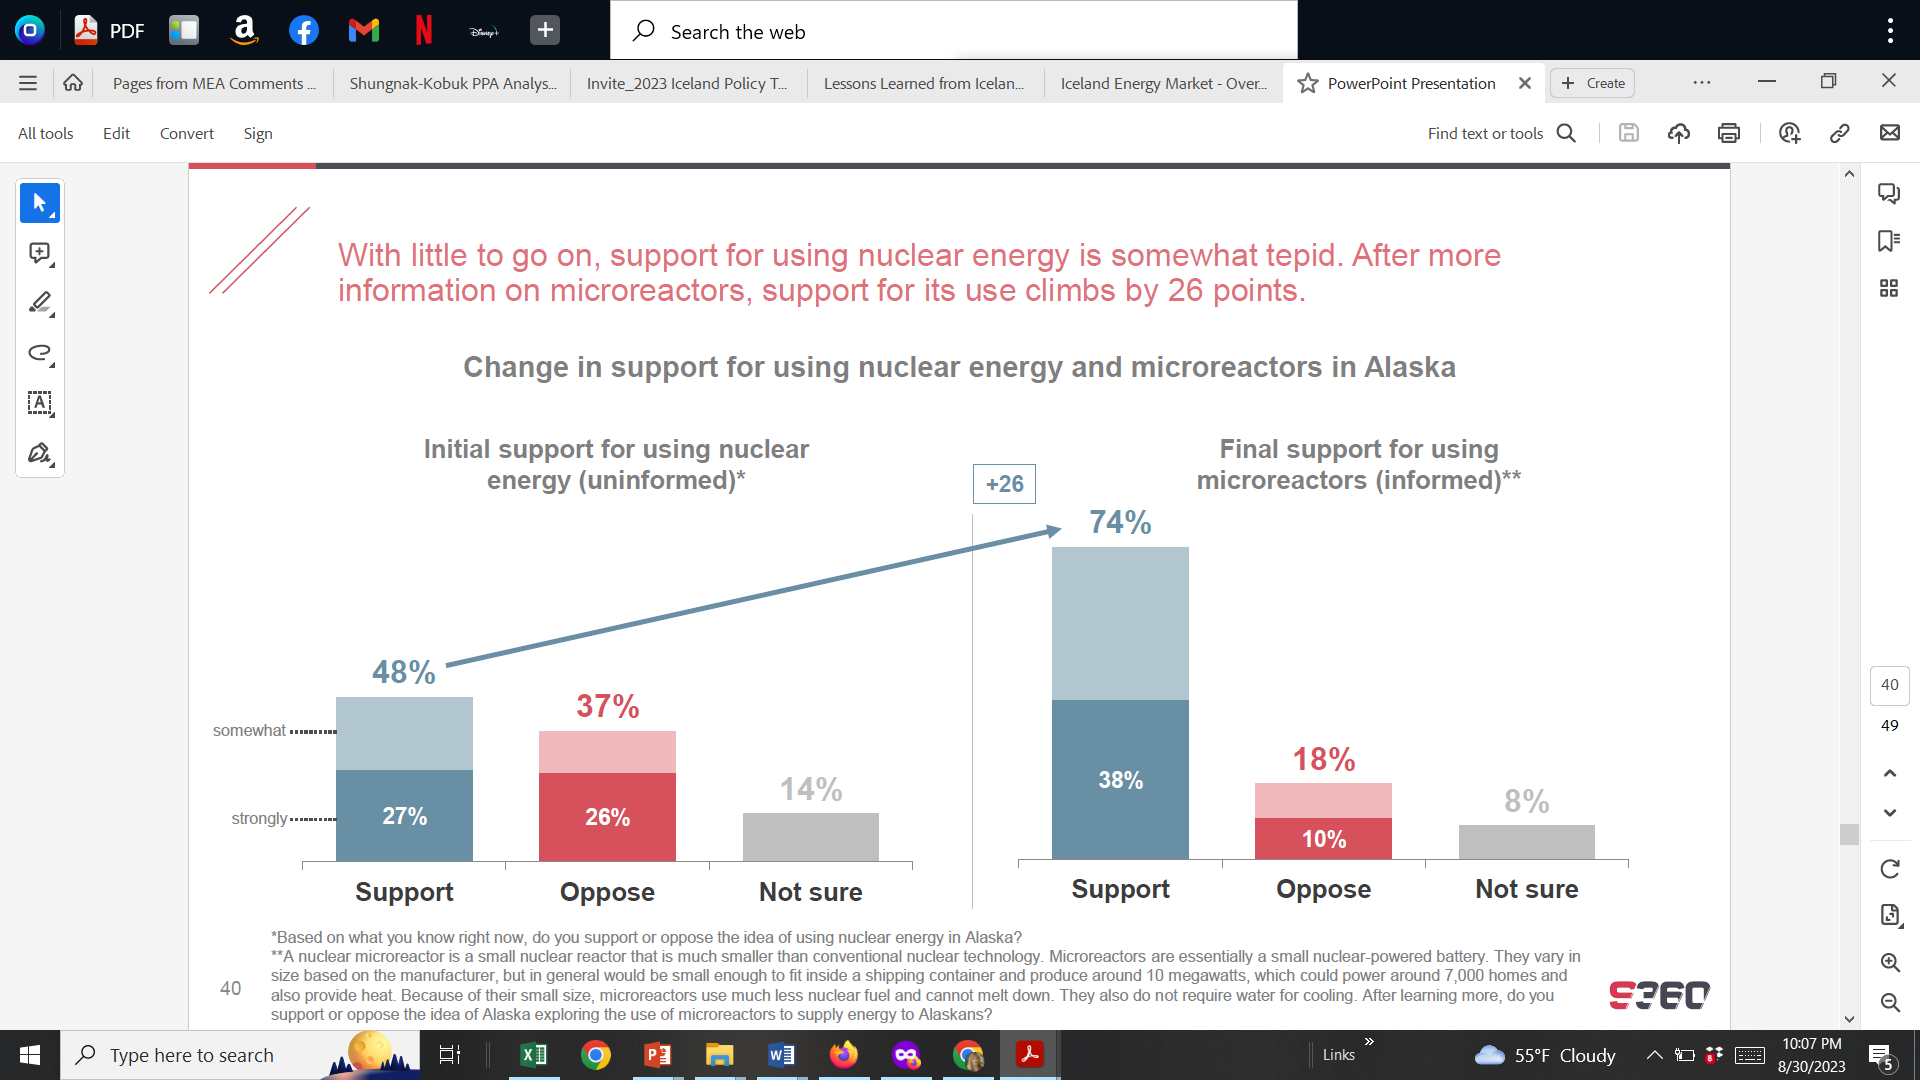 PDF
Disney+
Search the web
Pages from MEA Comments ...
Shungnak-Kobuk PPA Analys...
Invite_2023 Iceland Policy T...
Lessons Learned from Icelan...
Iceland Energy Market - Over...
PowerPoint Presentation
Create
All tools
Edit
Convert
Sign
Find text or tools
With little to go on, support for using nuclear energy is somewhat tepid. After more
information on microreactors, support for its use climbs by 26 points.
Change in support for using nuclear energy and microreactors in Alaska
Initial support for using nuclear
energy (uninformed)*
+26
Final support for using
microreactors (informed)**
74%
48%
37%
somewhat
14%
strongly
27%
26%
38%
18%
10%
8%
Support
Oppose
Not sure
Support
Oppose
Not sure
*Based on what you know right now, do you support or oppose the idea of using nuclear energy in Alaska?
**A nuclear microreactor is a small nuclear reactor that is much smaller than conventional nuclear technology. Microreactors are essentially a small nuclear-powered battery. They vary in
size based on the manufacturer, but in general would be small enough to fit inside a shipping container and produce around 10 megawatts, which could power around 7,000 homes and
also provide heat. Because of their small size, microreactors use much less nuclear fuel and cannot melt down. They also do not require water for cooling. After learning more, do you
support or oppose the idea of Alaska exploring the use of microreactors to supply energy to Alaskans?
40
S360
40
49
Type here to search
Links
55°F Cloudy
10:07 PM
8/30/2023
5